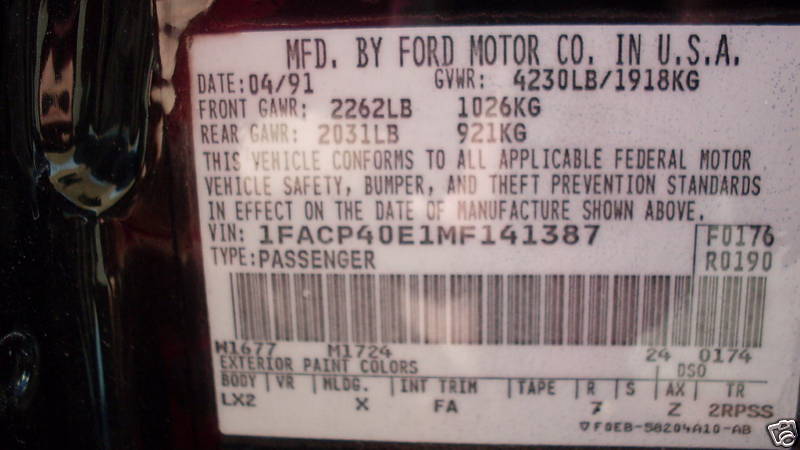 MFD. BY FORD MOTOR CO. IN U.S.A.
DATE: 04/91 GVWR: 4230LB/1918KG
FRONT GAWR: 2262LB 1026KG
REAR GAWR: 2031LB 921KG
THIS VEHICLE CONFORMS TO ALL APPLICABLE FEDERAL MOTOR
VEHICLE SAFETY, BUMPER, AND THEFT PREVENTION STANDARDS
IN EFFECT ON THE DATE OF MANUFACTURE SHOWN ABOVE.
VIN: 1FACP40E1MF141387 F0176
TYPE: PASSENGER R0190
W1677 M1724 24 0174
EXTERIOR PAINT COLORS DSO
BODY VR MLDG. INT TRIM TAPE R S AX TR
LX2 X FA 7 Z 2RPSS
F0EB-58204A10-AB
ebY